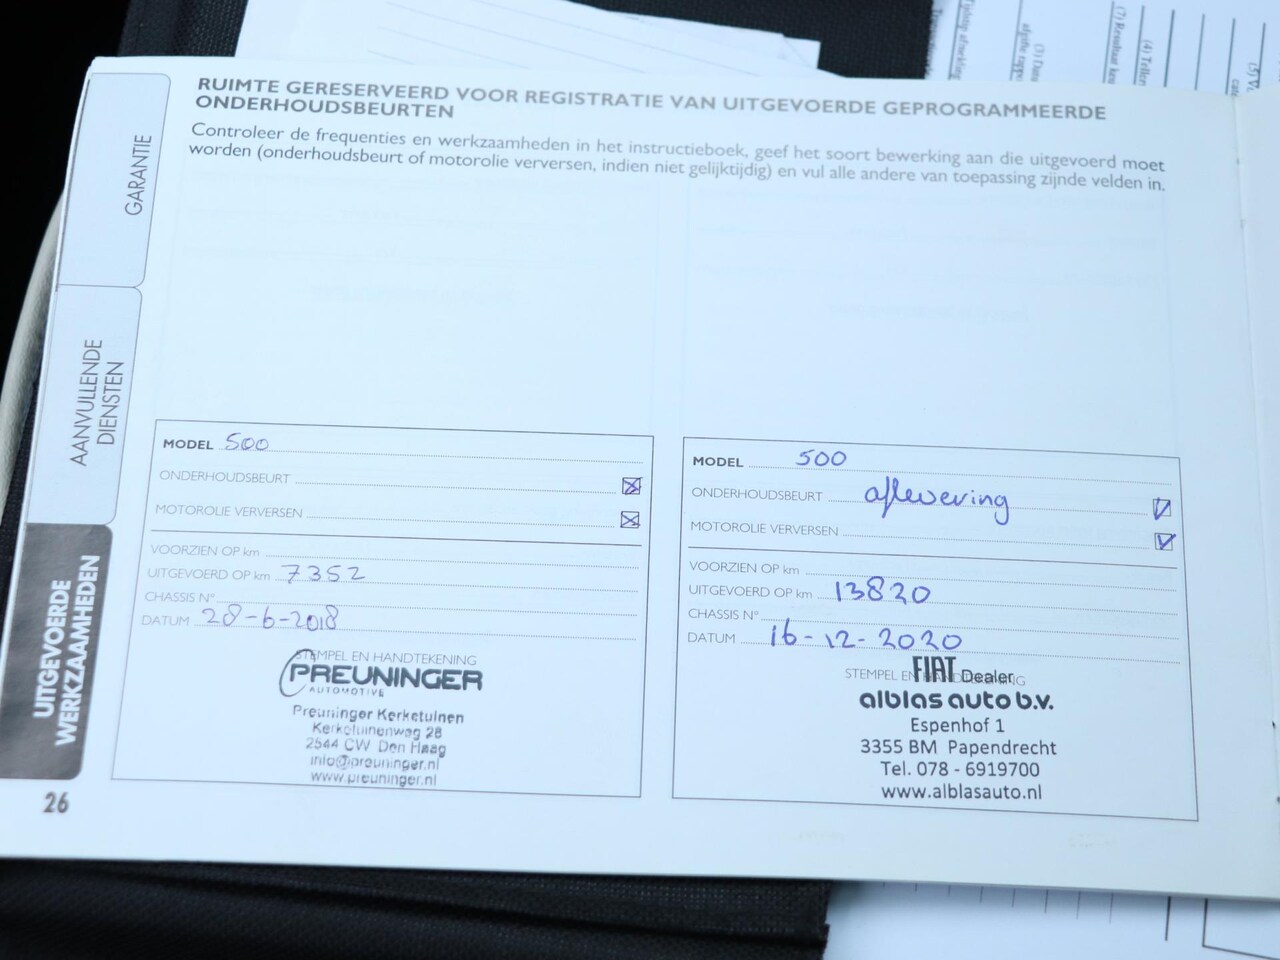 RUIMTE GERESERVEERD VOOR REGISTRATIE VAN UITGEVOERDE GEPROGRAMMEERDE
ONDERHOUDSBEURTEN
Controleer de frequenties en werkzaamheden in het instructieboek, geef het soort bewerking aan die uitgevoerd moet
worden (onderhoudsbeurt of motorolie verversen, indien niet gelijktijdig) en vul alle andere van toepassing zijnde velden in.
GARANTIE
AANVULLENDE
DIENSTEN
UITGEVOERDE
WERKZAAMHEDEN
26
MODEL 500
ONDERHOUDSBEURT
MOTOROLIE VERVERSEN
VOORZIEN OP km
UITGEVOERD OP km 7352
CHASSIS N°
DATUM 28-6-2018
STEMPEL EN HANDTEKENING
PREUNINGER
AUTOMOTIVE
Preuninger Kerketuinen
Kerketuinenweg 28
2544 CW Den Haag
info@preuninger.nl
www.preuninger.nl
MODEL 500
ONDERHOUDSBEURT aflevering
MOTOROLIE VERVERSEN
VOORZIEN OP km
UITGEVOERD OP km 13820
CHASSIS N°
DATUM 16-12-2020
STEMPEL EN HANDTEKENING
FIAT Dealer
alblas auto b.v.
Espenhof 1
3355 BM Papendrecht
Tel. 078 - 6919700
www.alblasauto.nl